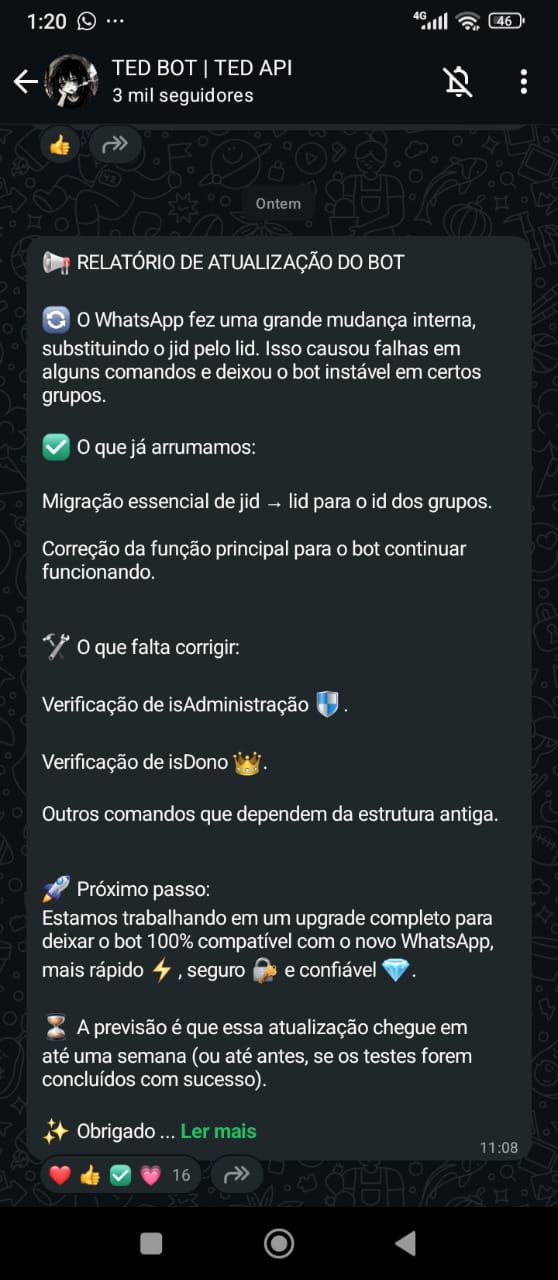 1:20 ...
4G 46
TED BOT | TED API
3 mil seguidores
Ontem
RELATÓRIO DE ATUALIZAÇÃO DO BOT
O WhatsApp fez uma grande mudança interna,
substituindo o jid pelo lid. Isso causou falhas em
alguns comandos e deixou o bot instável em certos
grupos.
O que já arrumamos:
Migração essencial de jid → lid para o id dos grupos.
Correção da função principal para o bot continuar
funcionando.
O que falta corrigir:
Verificação de isAdministração 🛡️ .
Verificação de isDono 👑.
Outros comandos que dependem da estrutura antiga.
🚀 Próximo passo:
Estamos trabalhando em um upgrade completo para
deixar o bot 100% compatível com o novo WhatsApp,
mais rápido ⚡ , seguro 🔐 e confiável 💎.
⏳ A previsão é que essa atualização chegue em
até uma semana (ou até antes, se os testes forem
concluídos com sucesso).
✨ Obrigado ... Ler mais
11:08
16